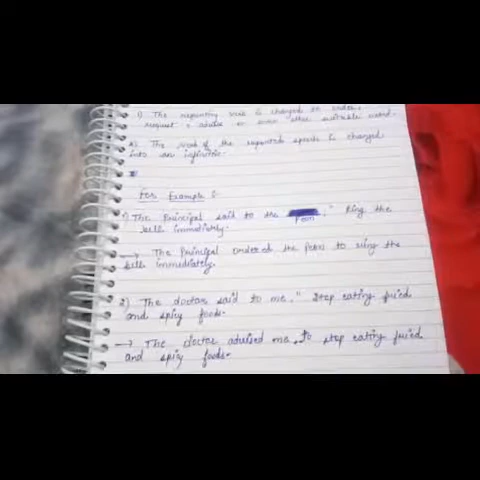 1) The reporting verb is changed to order,
request, advise or some other suitable word.
2) The verb of the reported speech is changed
into an infinitive.
For Example :-
1) The Principal said to the Peon, " Ring the
bell immediately.
→ The Principal ordered the Peon to ring the
bell immediately.
2) The doctor said to me, " Stop eating fried
and spicy foods.
→ The doctor advised me to stop eating fried
and spicy foods.